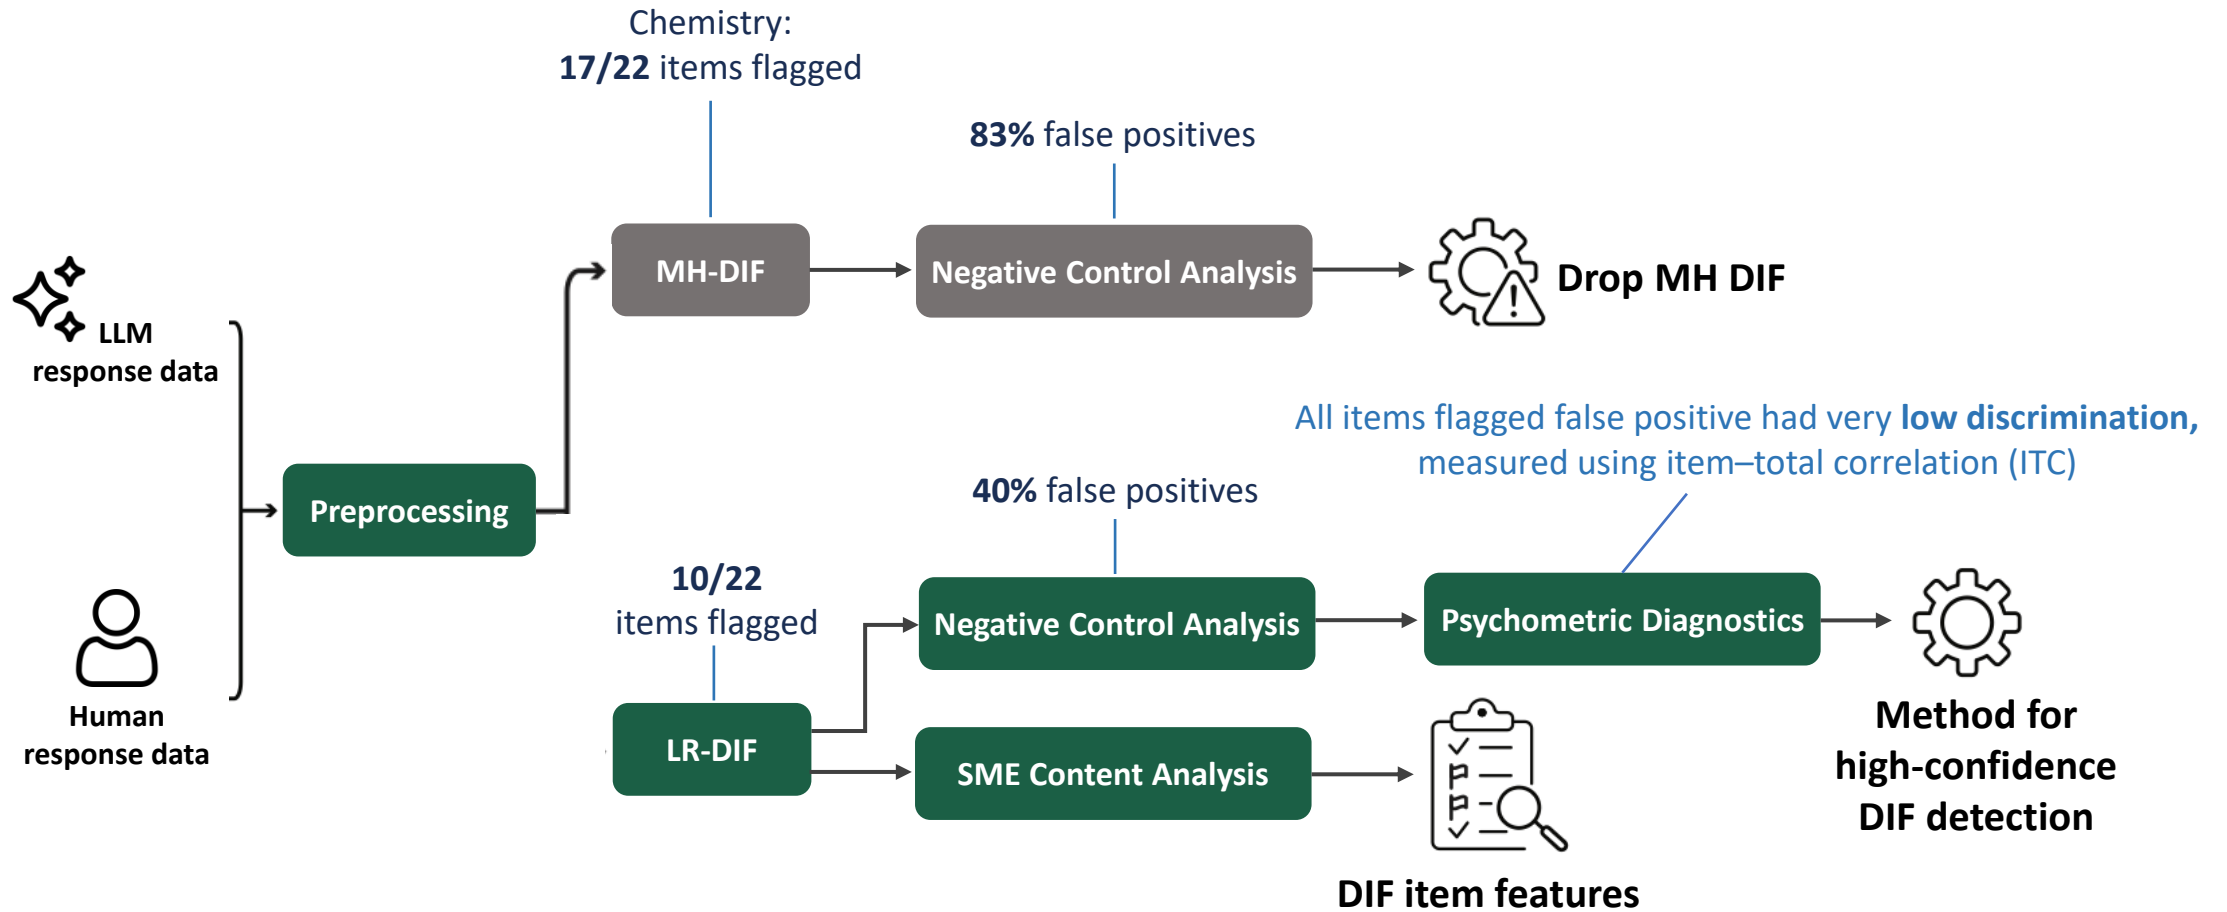 Chemistry:
17/22 items flagged
83% false positives
MH-DIF
Negative Control Analysis
Drop MH DIF
LLM
response data
All items flagged false positive had very low discrimination,
measured using item–total correlation (ITC)
40% false positives
Preprocessing
10/22
items flagged
Negative Control Analysis
Psychometric Diagnostics
Human
response data
LR-DIF
SME Content Analysis
Method for
high-confidence
DIF detection
DIF item features